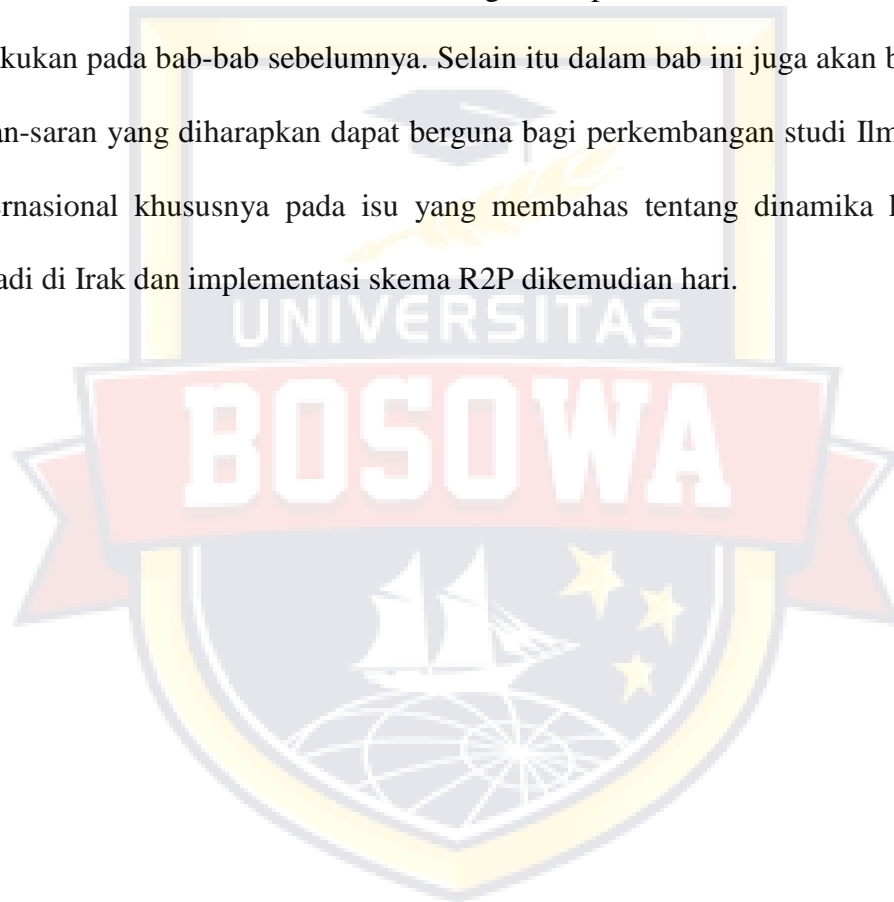 kukan pada bab-bab sebelumnya. Selain itu dalam bab ini juga akan b
n-saran yang diharapkan dapat berguna bagi perkembangan studi Ilm
ernasional khususnya pada isu yang membahas tentang dinamika
adi di Irak dan implementasi skema R2P dikemudian hari.
UNIVERSITAS
BOSOWA